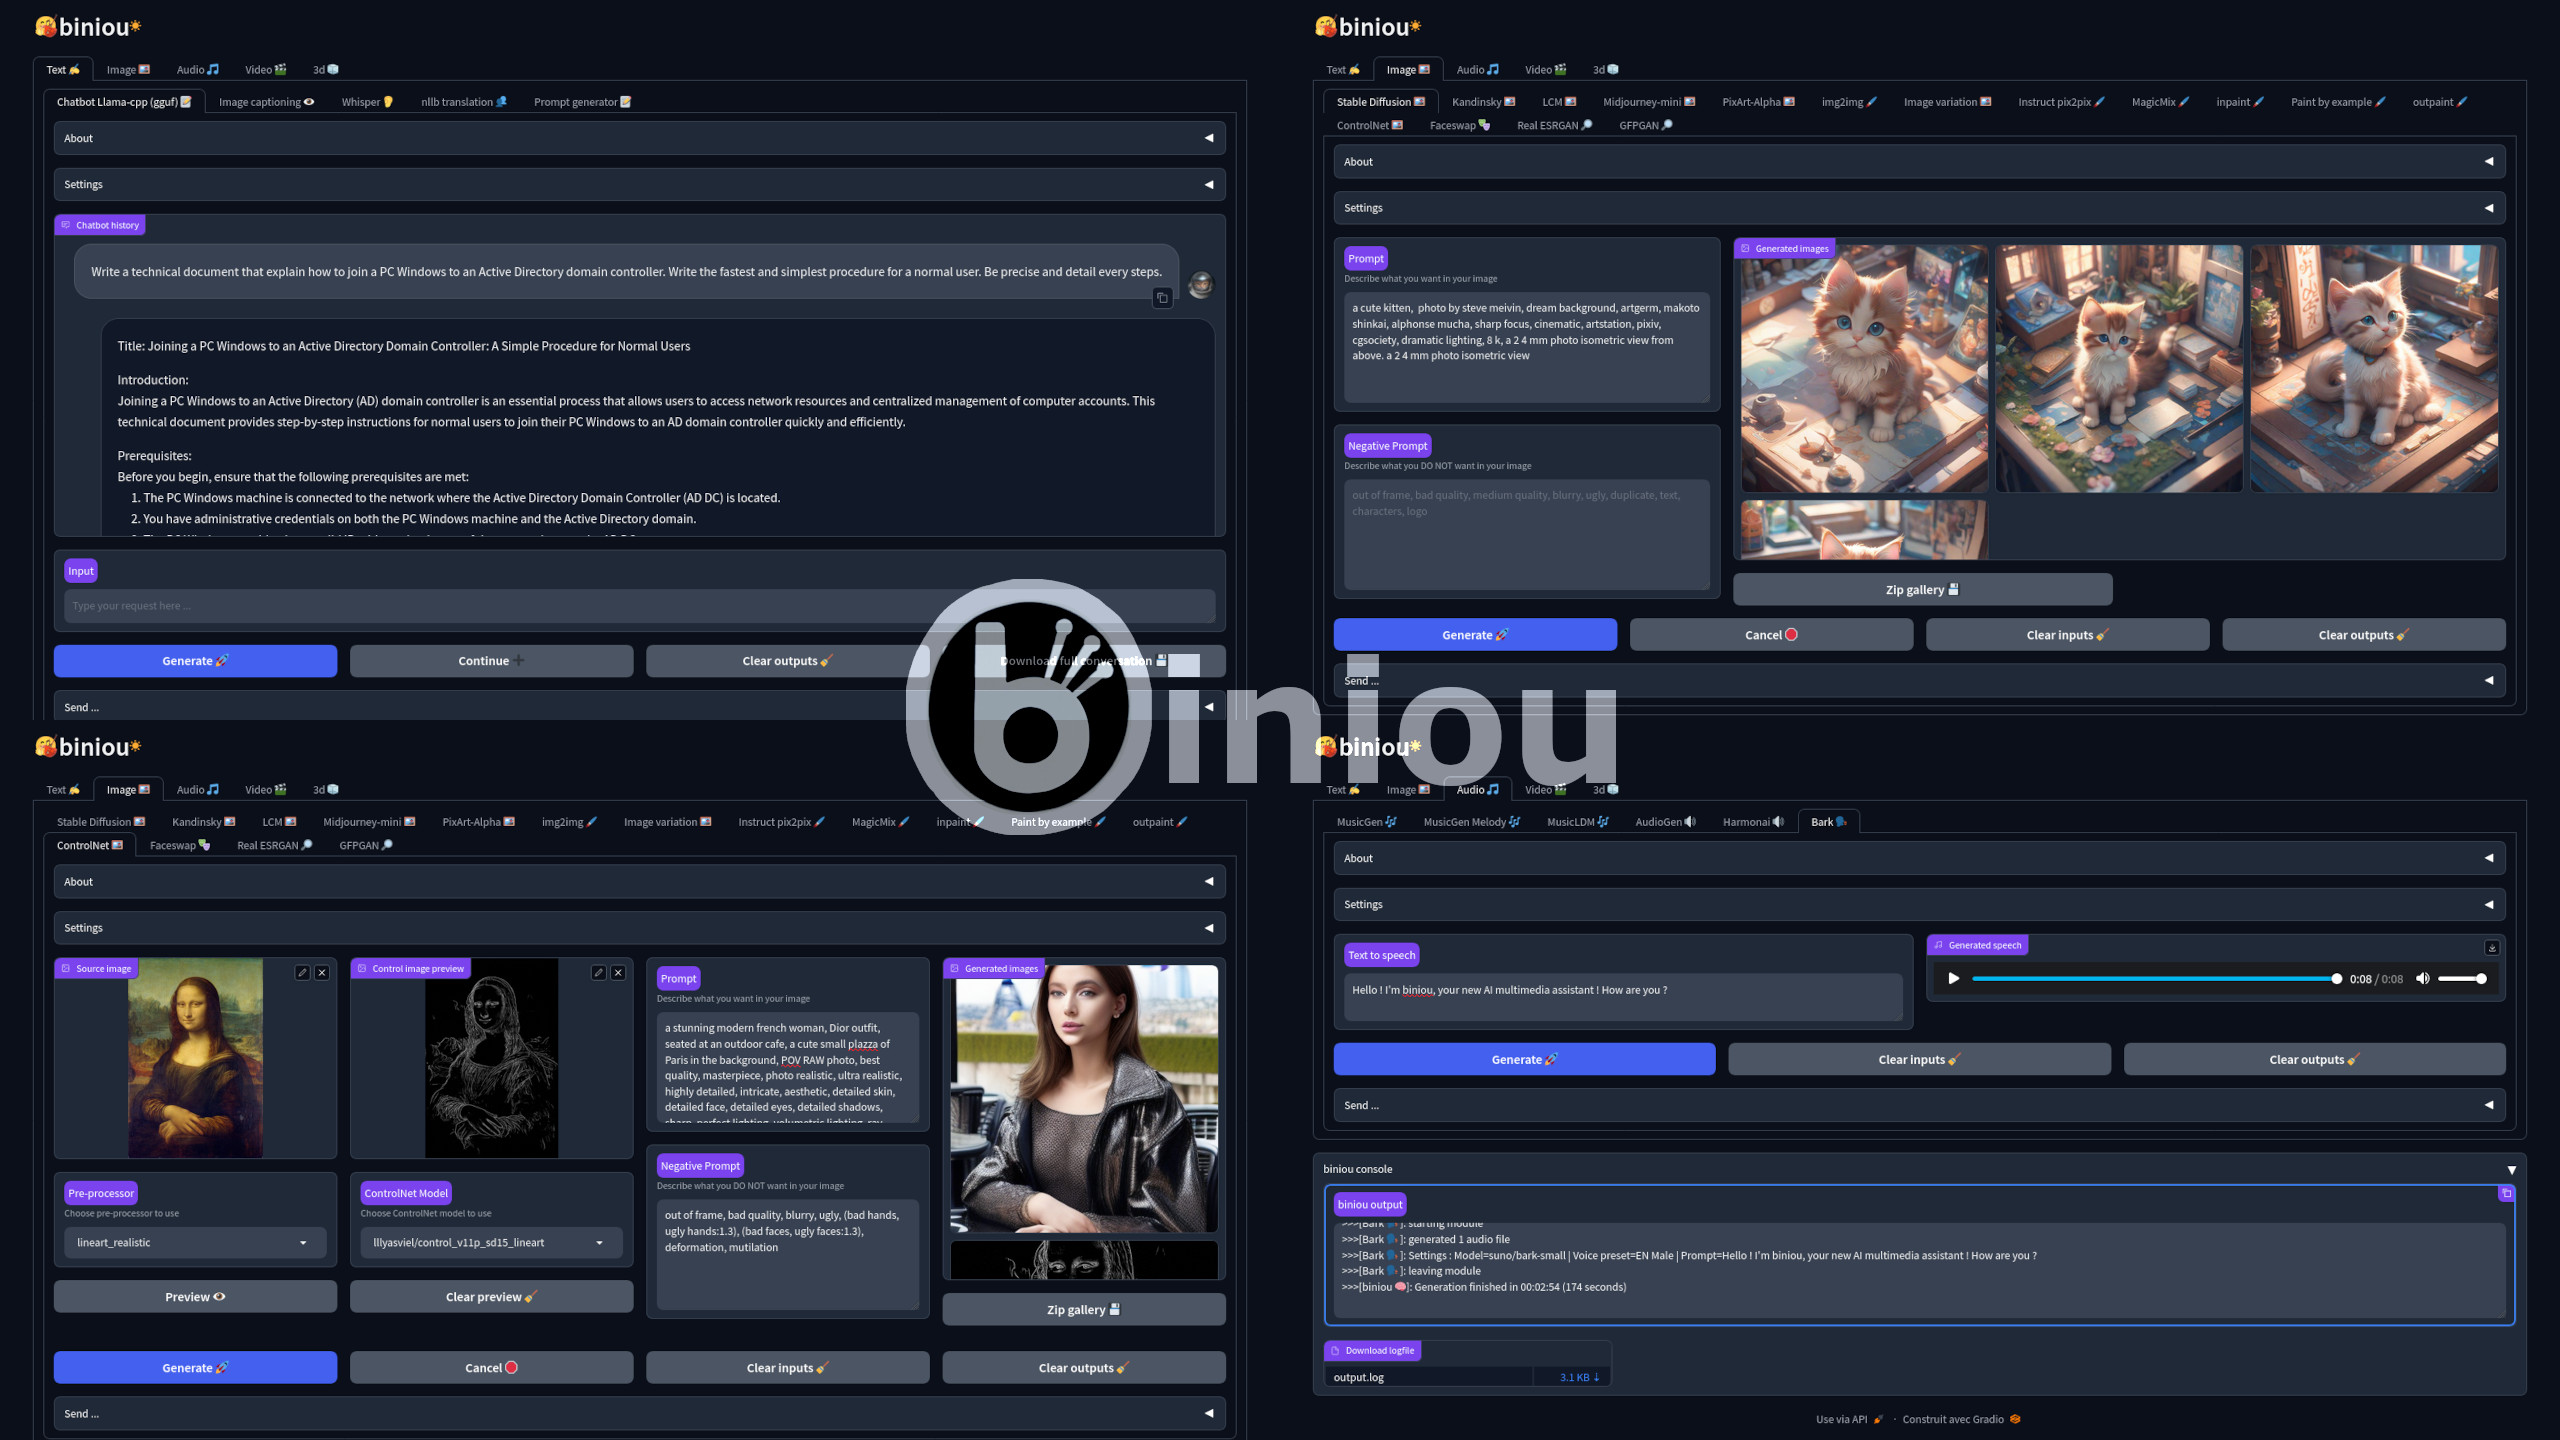 biniou
Text Image Audio Video 3d
Chatbot Llama-cpp (gguf) Image captioning Whisper nllb translation Prompt generator
About
Settings
Chatbot history
Write a technical document that explain how to join a PC Windows to an Active Directory domain controller. Write the fastest and simplest procedure for a normal user. Be precise and detail every steps.
Title: Joining a PC Windows to an Active Directory Domain Controller: A Simple Procedure for Normal Users
Introduction:
Joining a PC Windows to an Active Directory (AD) domain controller is an essential process that allows users to access network resources and centralized management of computer accounts. This
technical document provides step-by-step instructions for normal users to join their PC Windows to an AD domain controller quickly and efficiently.
Prerequisites:
Before you begin, ensure that the following prerequisites are met:
1. The PC Windows machine is connected to the network where the Active Directory Domain Controller (AD DC) is located.
2. You have administrative credentials on both the PC Windows machine and the Active Directory domain.
Input
Type your request here ...
Generate Continue Clear outputs Download full conversation
Send ...
biniou
Text Image Audio Video 3d
Stable Diffusion Kandinsky LCM Midjourney-mini PixArt-Alpha img2img Image variation Instruct pix2pix MagicMix inpaint Paint by example outpaint
ControlNet Faceswap Real ESRGAN GFPGAN
About
Settings
Prompt
Describe what you want in your image
a cute kitten, photo by steve meivin, dream background, artgerm, makoto
shinkai, alphonse mucha, sharp focus, cinematic, artstation, pixiv,
cgsociety, dramatic lighting, 8 k, a 2 4 mm photo isometric view from
above. a 2 4 mm photo isometric view
Negative Prompt
Describe what you DO NOT want in your image
out of frame, bad quality, medium quality, blurry, ugly, duplicate, text,
characters, logo
Generated images
Zip gallery
Generate Cancel Clear inputs Clear outputs
Send ...
biniou
biniou
Text Image Audio Video 3d
Stable Diffusion Kandinsky LCM Midjourney-mini PixArt-Alpha img2img Image variation Instruct pix2pix MagicMix inpaint Paint by example outpaint
ControlNet Faceswap Real ESRGAN GFPGAN
About
Settings
Source image
Control image preview
Pre-processor
Choose pre-processor to use
lineart_realistic
ControlNet Model
Choose ControlNet model to use
lllyasviel/control_v11p_sd15_lineart
Preview Clear preview
Prompt
Describe what you want in your image
a stunning modern french woman, Dior outfit,
seated at an outdoor cafe, a cute small plazza of
Paris in the background, POV RAW photo, best
quality, masterpiece, photo realistic, ultra realistic,
highly detailed, intricate, aesthetic, detailed skin,
detailed face, detailed eyes, detailed shadows,
sharp, perfect lighting, volumetric lighting, ray
Negative Prompt
Describe what you DO NOT want in your image
out of frame, bad quality, blurry, ugly, (bad hands,
ugly hands:1.3), (bad faces, ugly faces:1.3),
deformation, mutilation
Generated images
Zip gallery
Generate Cancel Clear inputs Clear outputs
Send ...
biniou
Text Image Audio Video 3d
MusicGen MusicGen Melody MusicLDM AudioGen Harmonai Bark
About
Settings
Text to speech
Hello ! I'm biniou, your new AI multimedia assistant ! How are you ?
Generated speech
0:08 / 0:08
Generate Clear inputs Clear outputs
Send ...
biniou console
biniou output
>>>[Bark ]: starting module
>>>[Bark ]: generated 1 audio file
>>>[Bark ]: Settings : Model=suno/bark-small | Voice preset=EN Male | Prompt=Hello ! I'm biniou, your new AI multimedia assistant ! How are you ?
>>>[Bark ]: leaving module
>>>[biniou ]: Generation finished in 00:02:54 (174 seconds)
Download logfile
output.log 3.1 KB ↓
Use via API · Construit avec Gradio